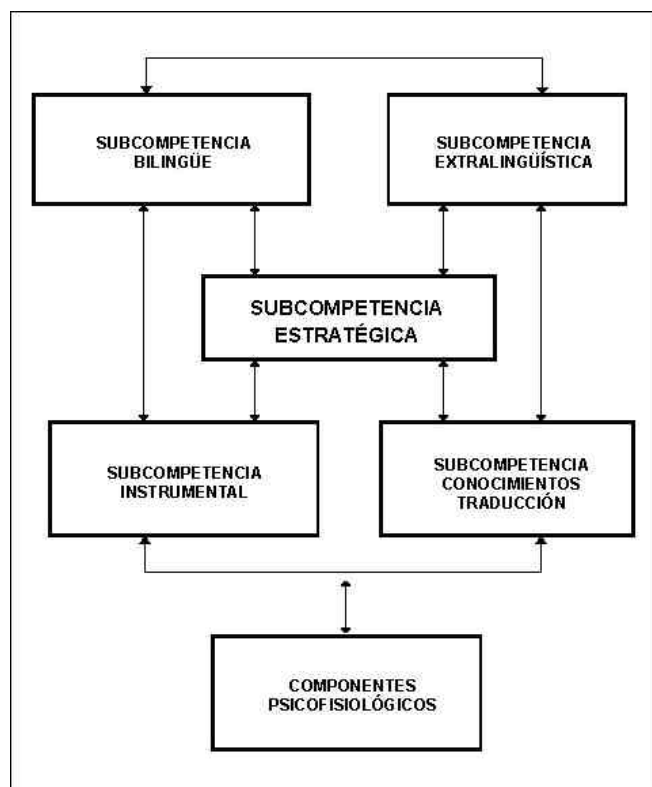 SUBCOMPETENCIA
BILINGÜE
SUBCOMPETENCIA
EXTRALINGÜÍSTICA
SUBCOMPETENCIA
ESTRATÉGICA
SUBCOMPETENCIA
INSTRUMENTAL
SUBCOMPETENCIA
CONOCIMIENTOS
TRADUCCIÓN
COMPONENTES
PSICOFISIOLÓGICOS